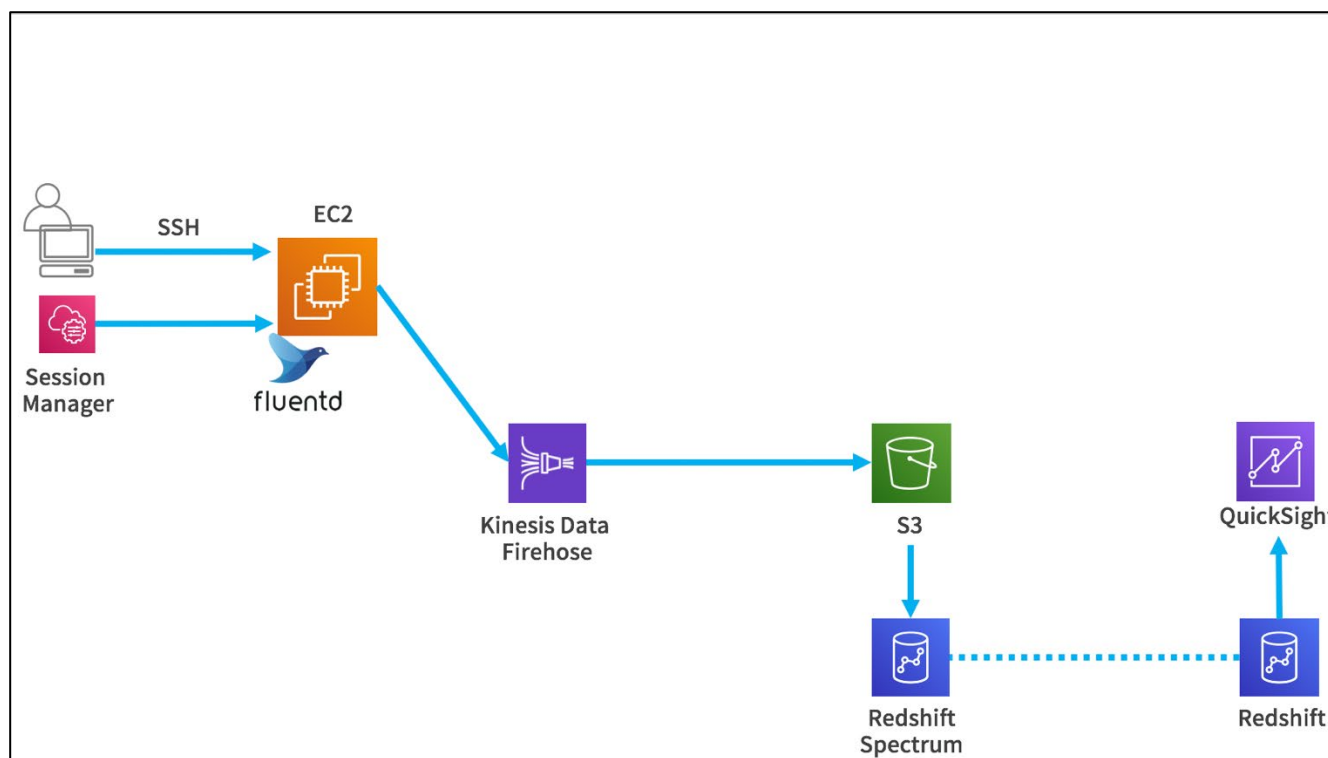 SSH
EC2
Session
Manager
fluentd
Kinesis Data
Firehose
S3
QuickSight
Redshift
Spectrum
Redshift